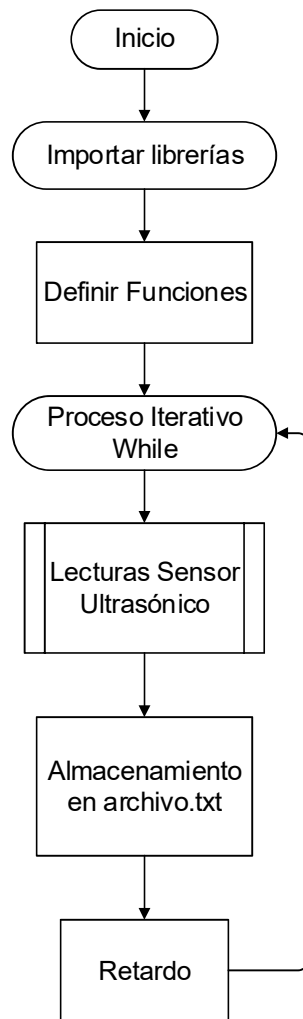 Inicio
Importar librerías
Definir Funciones
Proceso Iterativo
While
Lecturas Sensor
Ultrasónico
Almacenamiento
en archivo.txt
Retardo